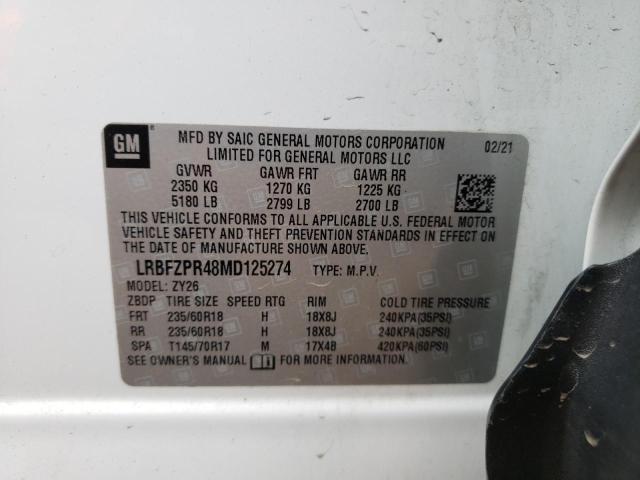 GM
MFD BY SAIC GENERAL MOTORS CORPORATION 02/21
LIMITED FOR GENERAL MOTORS LLC
GVWR GAWR FRT GAWR RR
2350 KG 1270 KG 1225 KG
5180 LB 2799 LB 2700 LB
THIS VEHICLE CONFORMS TO ALL APPLICABLE U.S. FEDERAL MOTOR
VEHICLE SAFETY AND THEFT PREVENTION STANDARDS IN EFFECT ON
THE DATE OF MANUFACTURE SHOWN ABOVE.
LRBFZPR48MD125274 TYPE: M.P.V.
MODEL: ZY26
ZBDP TIRE SIZE SPEED RTG RIM COLD TIRE PRESSURE
FRT 235/60R18 H 18X8J 240KPA(35PSI)
RR 235/60R18 H 18X8J 240KPA(35PSI)
SPA T145/70R17 M 17X4B 420KPA(60PSI)
SEE OWNER'S MANUAL FOR MORE INFORMATION.